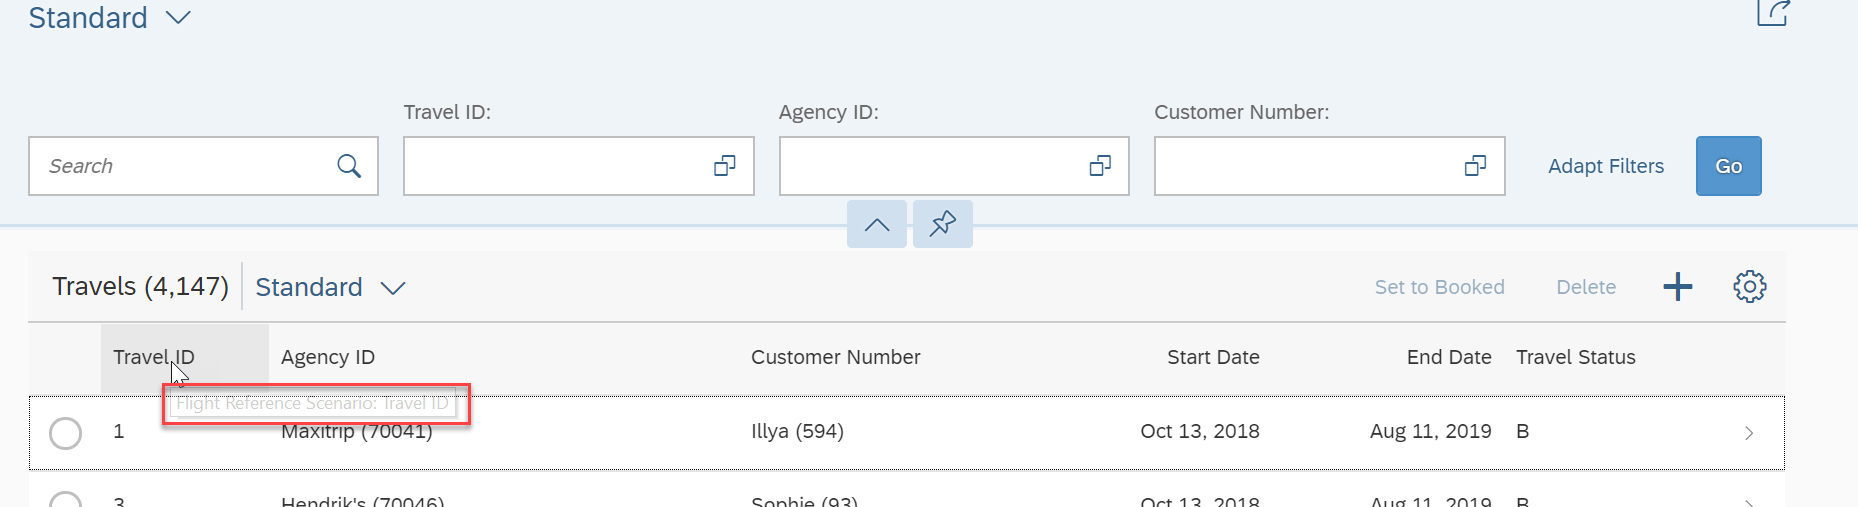 Standard
Travel ID: Agency ID: Customer Number:
Search Adapt Filters Go
Travels (4,147) Standard Set to Booked Delete
Travel ID Agency ID Customer Number Start Date End Date Travel Status
Flight Reference Scenario: Travel ID
1 Maxitrip (70041) Illya (594) Oct 13, 2018 Aug 11, 2019 B
3 Hendrik's (70046) Sophie (93) Oct 13, 2018 Aug 11, 2019 B